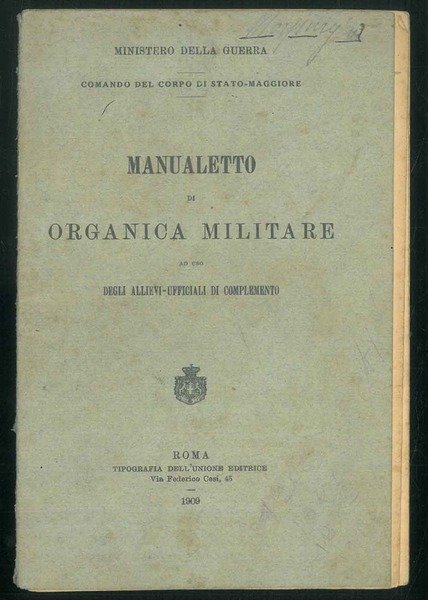 MINISTERO DELLA GUERRA
COMANDO DEL CORPO DI STATO-MAGGIORE
MANUALETTO
DI
ORGANICA MILITARE
AD USO
DEGLI ALLIEVI-UFFICIALI DI COMPLEMENTO
ROMA
TIPOGRAFIA DELL'UNIONE EDITRICE
Via Federico Cesi, 45
1909